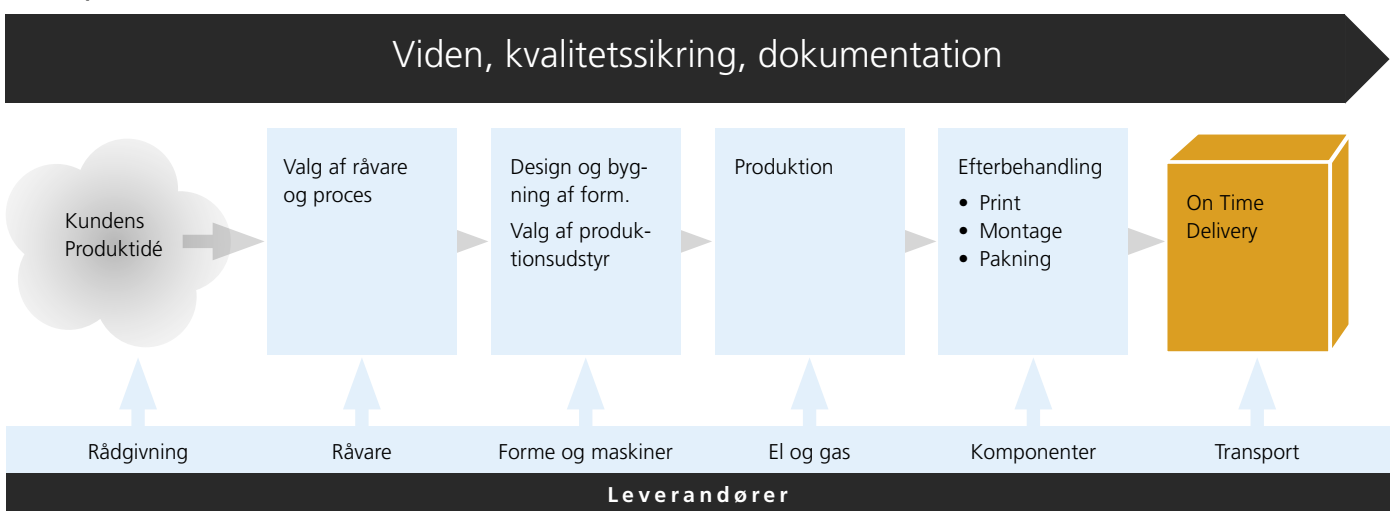 Viden, kvalitetssikring, dokumentation
Kundens
Produktidé
Valg af råvare
og proces
Design og byg-
ning af form.
Valg af produk-
tionsudstyr
Produktion
Efterbehandling
• Print
• Montage
• Pakning
On Time
Delivery
Rådgivning
Råvare
Forme og maskiner
El og gas
Komponenter
Transport
Leverandører